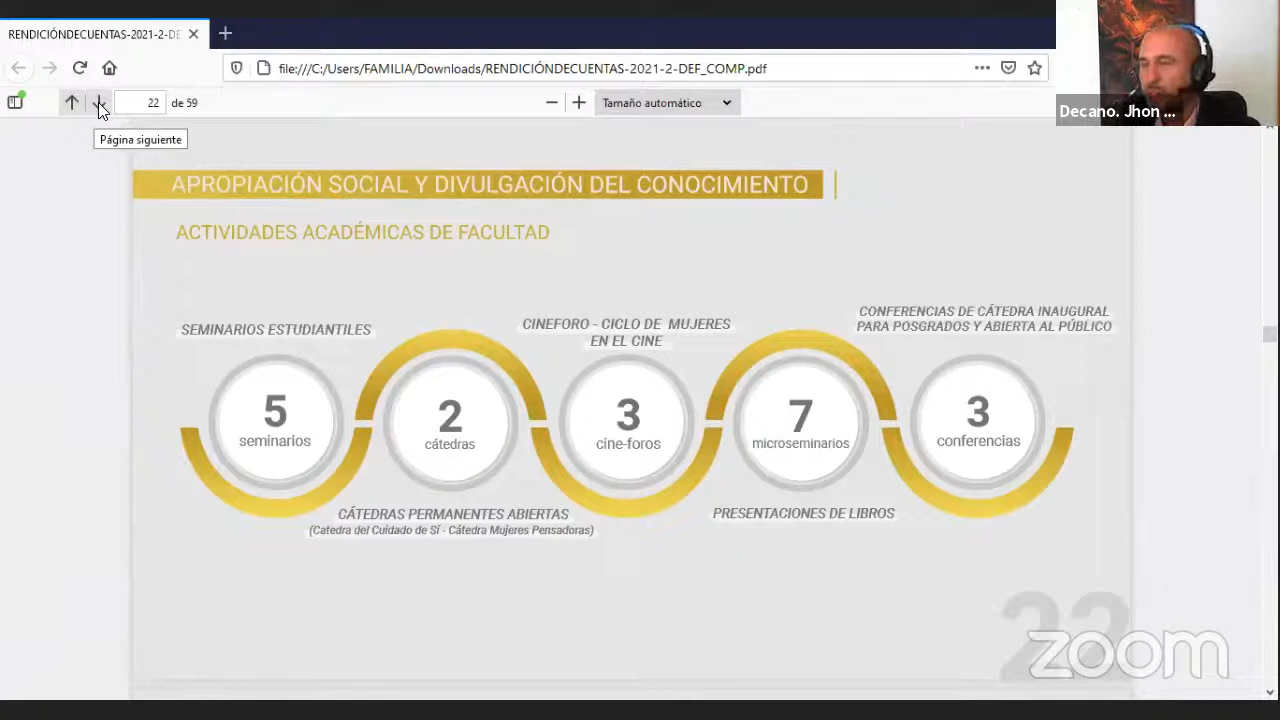 RENDICIÓNDECUENTAS-2021-2-DE
file:///C:/Users/FAMILIA/Downloads/RENDICIÓNDECUENTAS-2021-2-DEF_COMP.pdf
22 de 59
Tamaño automático
Decano. Jhon ...
Página siguiente
APROPIACIÓN SOCIAL Y DIVULGACIÓN DEL CONOCIMIENTO
ACTIVIDADES ACADÉMICAS DE FACULTAD
SEMINARIOS ESTUDIANTILES
5
seminarios
2
cátedras
CÁTEDRAS PERMANENTES ABIERTAS
(Catedra del Cuidado de Sí - Cátedra Mujeres Pensadoras)
CINEFORO - CICLO DE MUJERES
EN EL CINE
3
cine-foros
7
microseminarios
PRESENTACIONES DE LIBROS
CONFERENCIAS DE CÁTEDRA INAUGURAL
PARA POSGRADOS Y ABIERTA AL PÚBLICO
3
conferencias
22
zoom